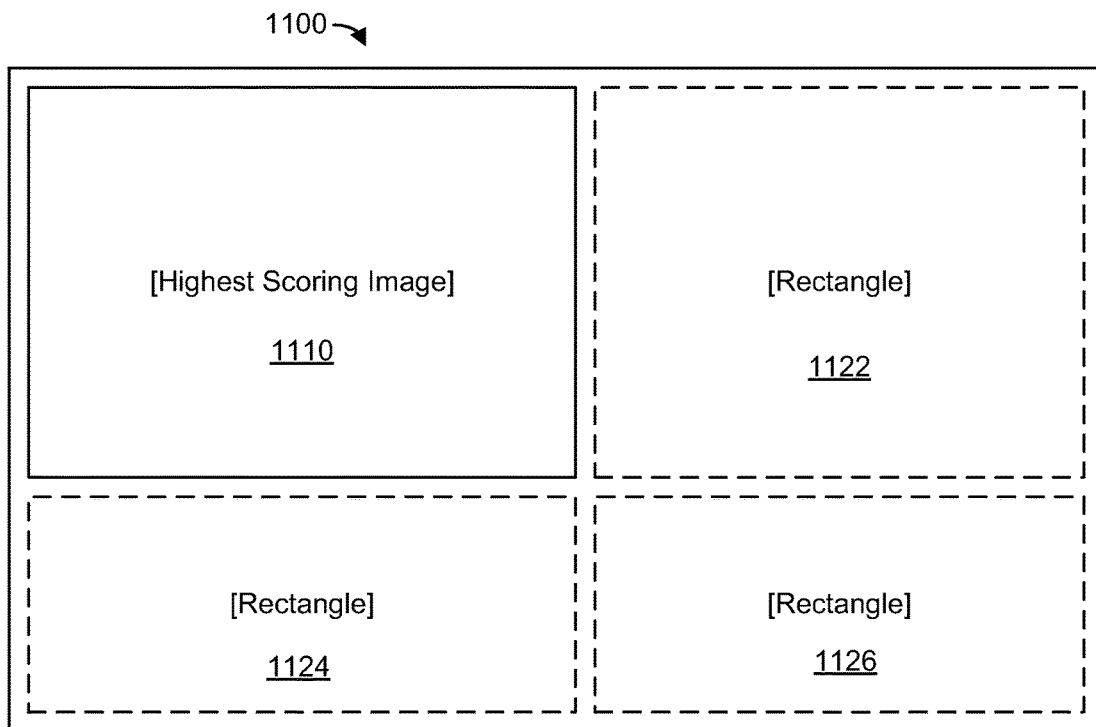 1100
[Highest Scoring Image]
1110
[Rectangle]
1122
[Rectangle]
1124
[Rectangle]
1126